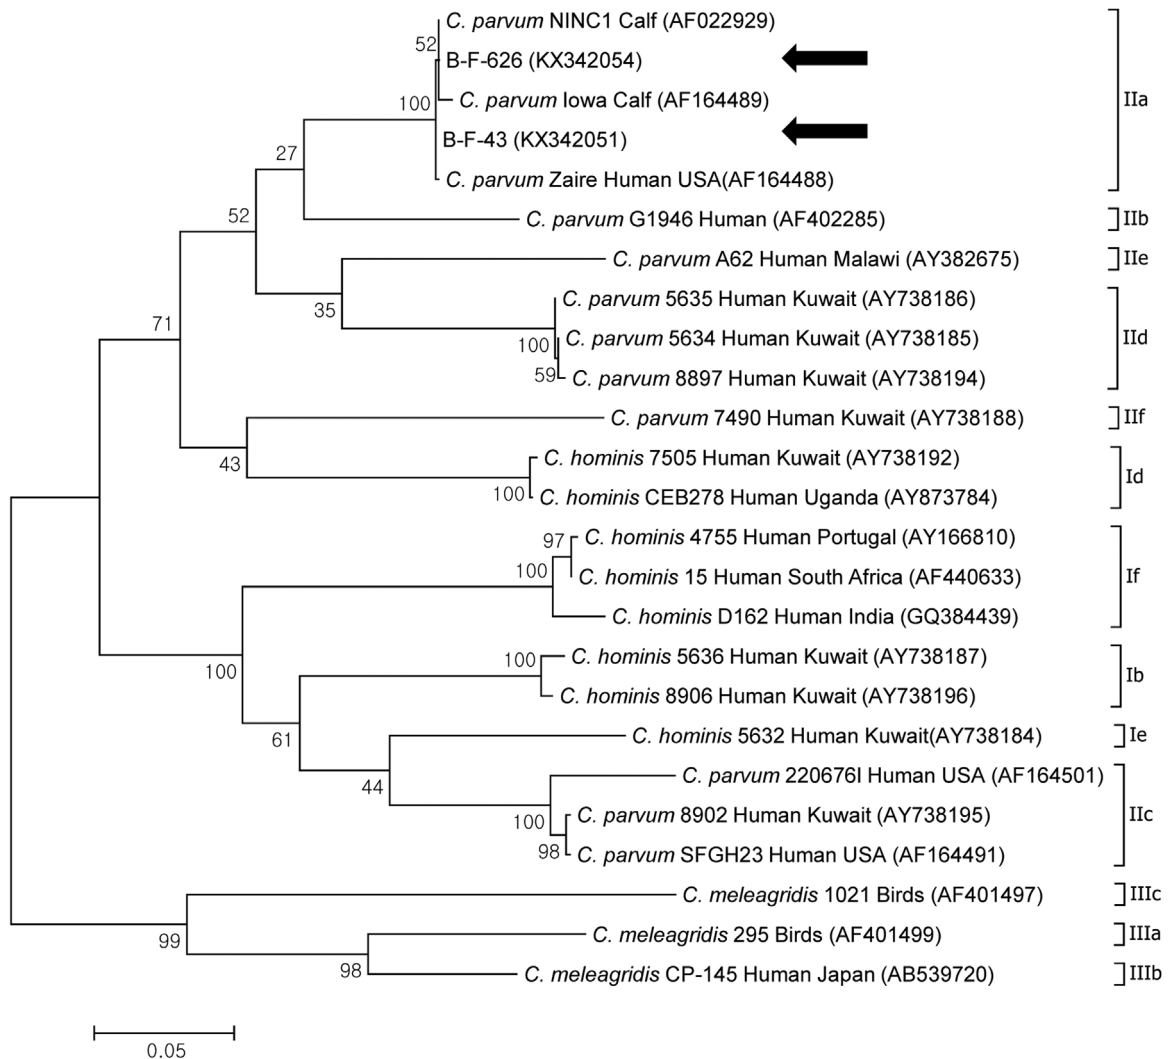 C. parvum NINC1 Calf (AF022929)
52
B-F-626 (KX342054)
C. parvum Iowa Calf (AF164489)
100
IIa
B-F-43 (KX342051)
27
C. parvum Zaire Human USA(AF164488)
52
C. parvum G1946 Human (AF402285)
IIb
C. parvum A62 Human Malawi (AY382675)
IIe
35
C. parvum 5635 Human Kuwait (AY738186)
71
C. parvum 5634 Human Kuwait (AY738185)
IId
100
59
C. parvum 8897 Human Kuwait (AY738194)
C. parvum 7490 Human Kuwait (AY738188)
IIf
43
C. hominis 7505 Human Kuwait (AY738192)
Id
100
C. hominis CEB278 Human Uganda (AY873784)
97
C. hominis 4755 Human Portugal (AY166810)
100
C. hominis 15 Human South Africa (AF440633)
If
C. hominis D162 Human India (GQ384439)
100
100
C. hominis 5636 Human Kuwait (AY738187)
Ib
C. hominis 8906 Human Kuwait (AY738196)
61
C. hominis 5632 Human Kuwait(AY738184)
Ie
44
C. parvum 220676I Human USA (AF164501)
100
C. parvum 8902 Human Kuwait (AY738195)
IIc
98
C. parvum SFGH23 Human USA (AF164491)
C. meleagridis 1021 Birds (AF401497)
IIIc
99
C. meleagridis 295 Birds (AF401499)
IIIa
98
C. meleagridis CP-145 Human Japan (AB539720)
IIIb
0.05